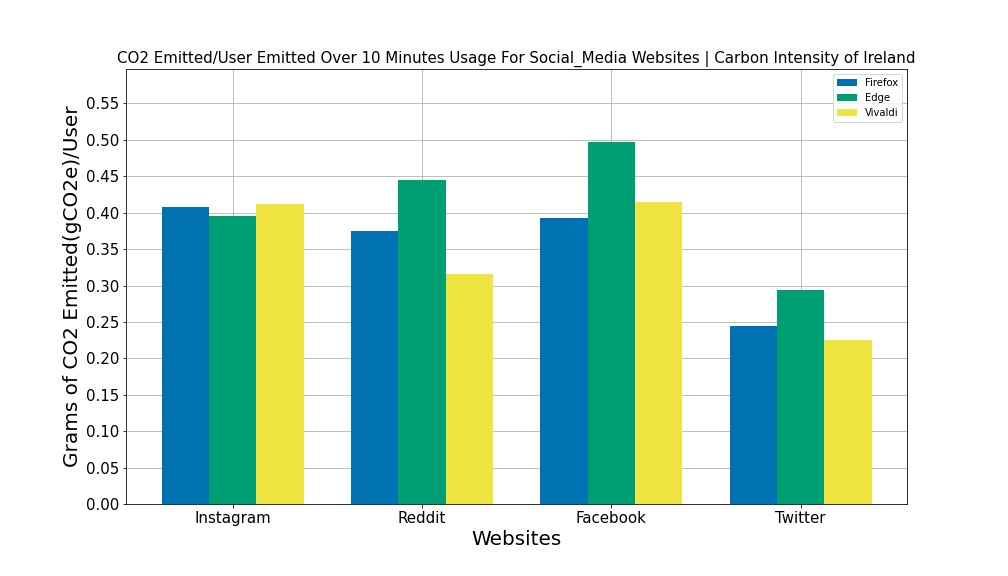 CO2 Emitted/User Emitted Over 10 Minutes Usage For Social_Media Websites | Carbon Intensity of Ireland
Firefox
Edge
Vivaldi
Grams of CO2 Emitted(gCO2e)/User
0.55
0.50
0.45
0.40
0.35
0.30
0.25
0.20
0.15
0.10
0.05
0.00
Instagram Reddit Facebook Twitter
Websites